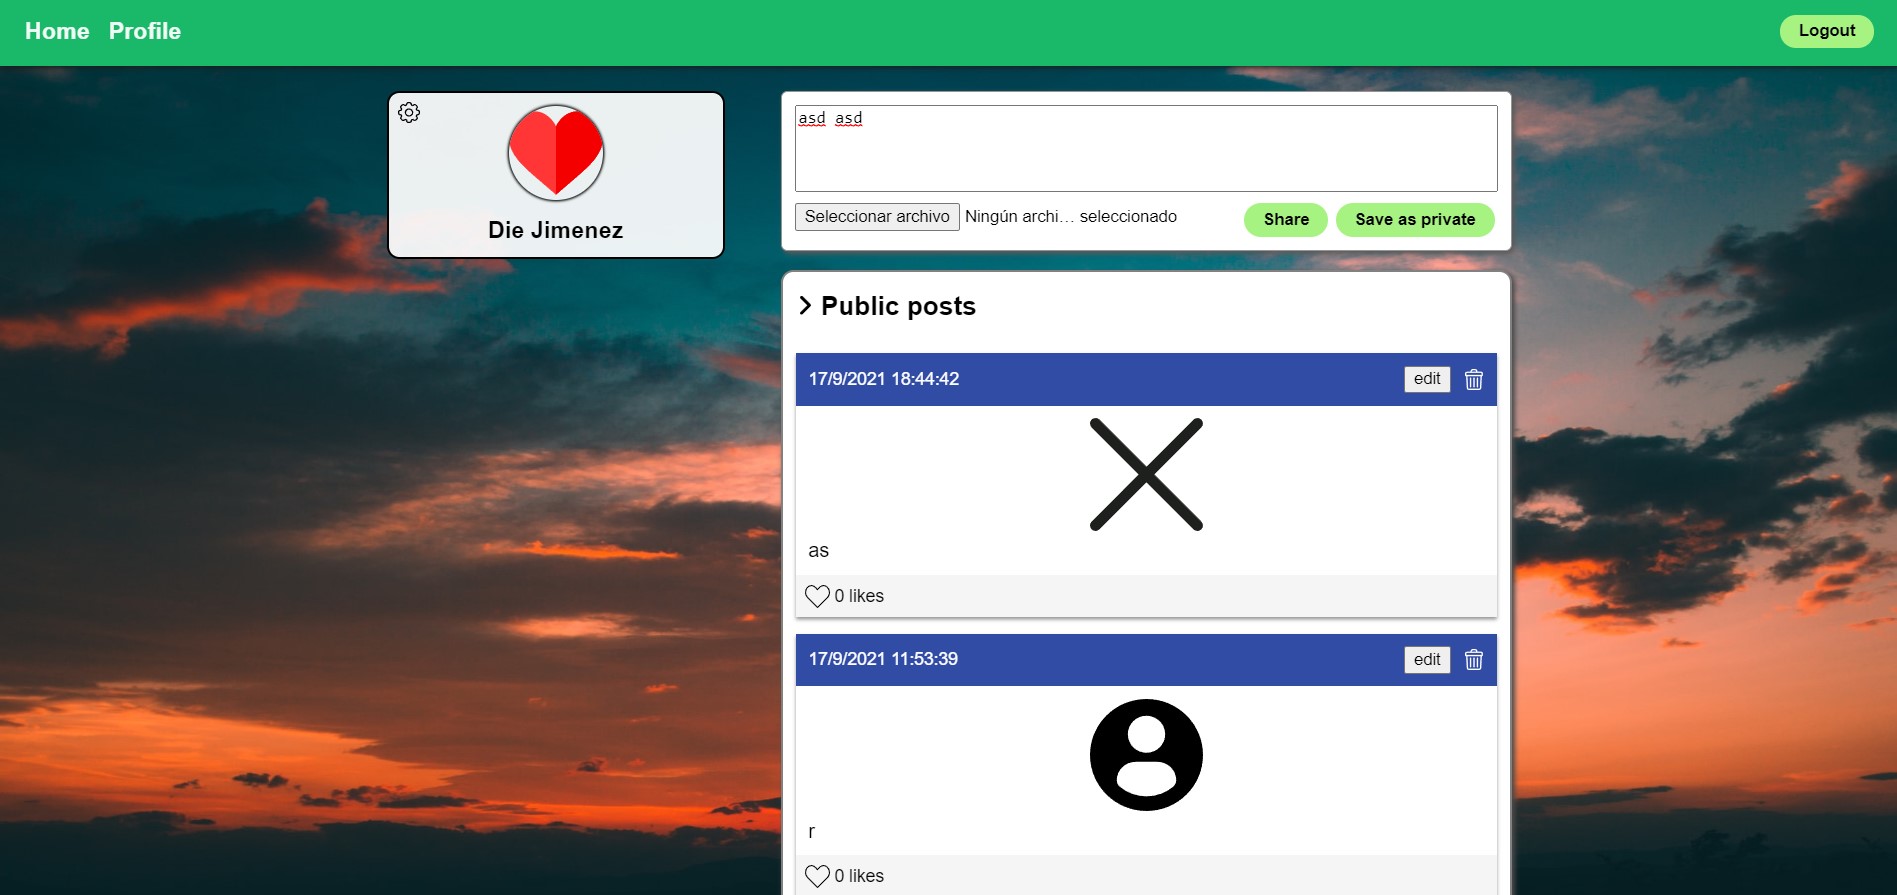 Home Profile Logout
Die Jimenez
asd asd
Seleccionar archivo Ningún archi... seleccionado Share Save as private
Public posts
17/9/2021 18:44:42 edit
as
0 likes
17/9/2021 11:53:39 edit
r
0 likes